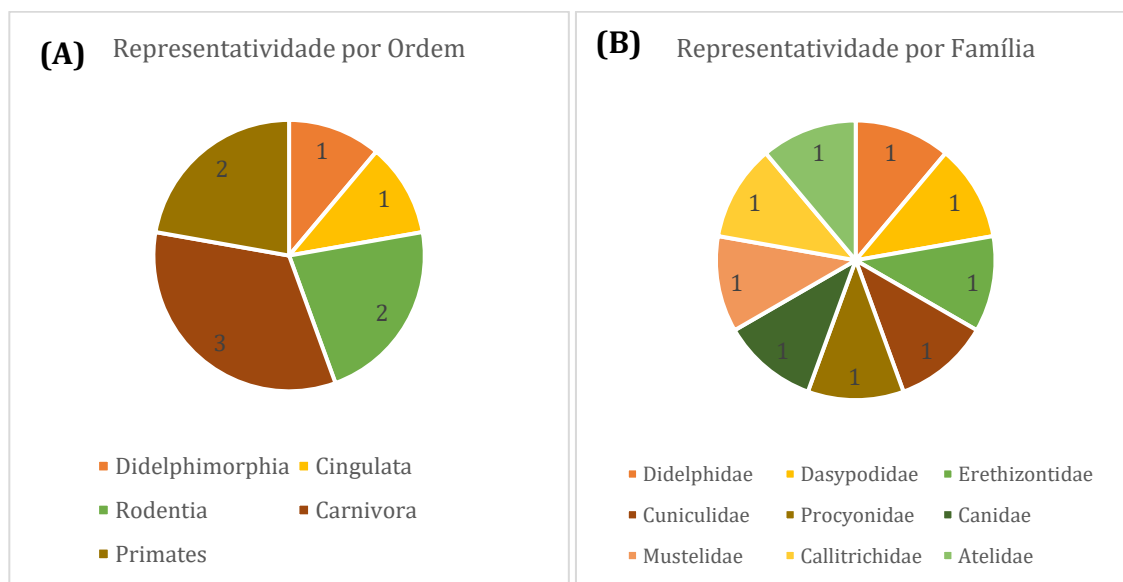 (A) Representatividade por Ordem
1
1
2
3
2
Didelphimorphia Cingulata
Rodentia Carnivora
Primates
(B) Representatividade por Família
1
1
1
1
1
1
1
1
1
Didelphidae Dasypodidae Erethizontidae
Cuniculidae Procyonidae Canidae
Mustelidae Callitrichidae Atelidae